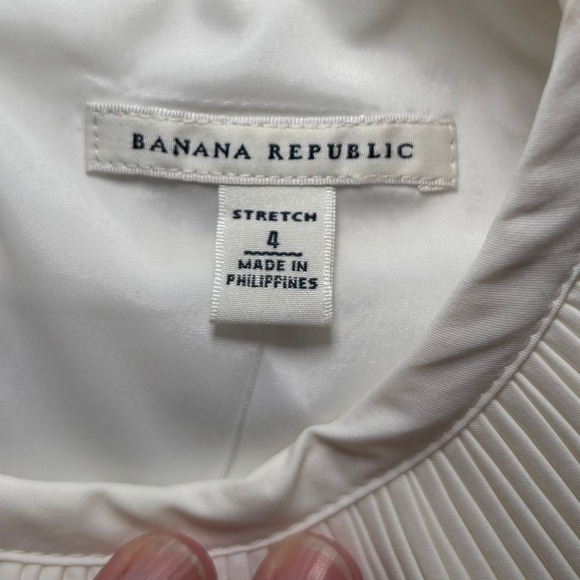 BANANA REPUBLIC
STRETCH
4
MADE IN
PHILIPPINES